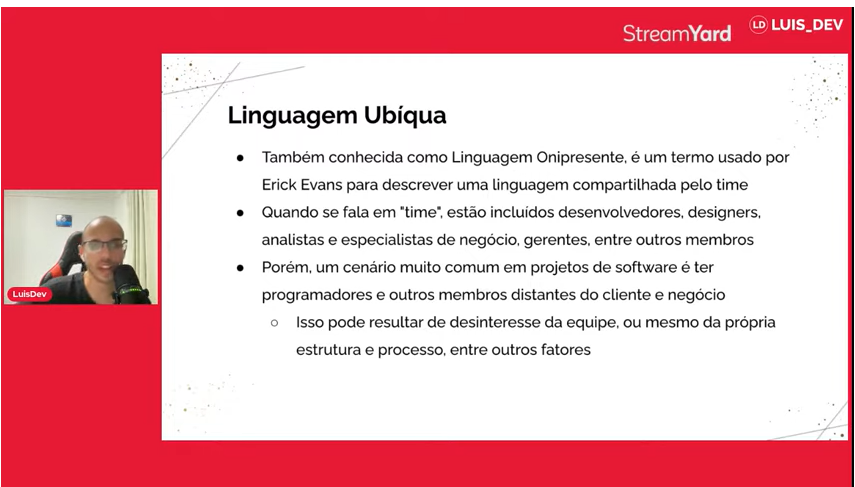 StreamYard
LD LUIS_DEV
Linguagem Ubíqua
● Também conhecida como Linguagem Onipresente, é um termo usado por
Erick Evans para descrever uma linguagem compartilhada pelo time
● Quando se fala em "time", estão incluídos desenvolvedores, designers,
analistas e especialistas de negócio, gerentes, entre outros membros
● Porém, um cenário muito comum em projetos de software é ter
programadores e outros membros distantes do cliente e negócio
○ Isso pode resultar de desinteresse da equipe, ou mesmo da própria
estrutura e processo, entre outros fatores
LuisDev